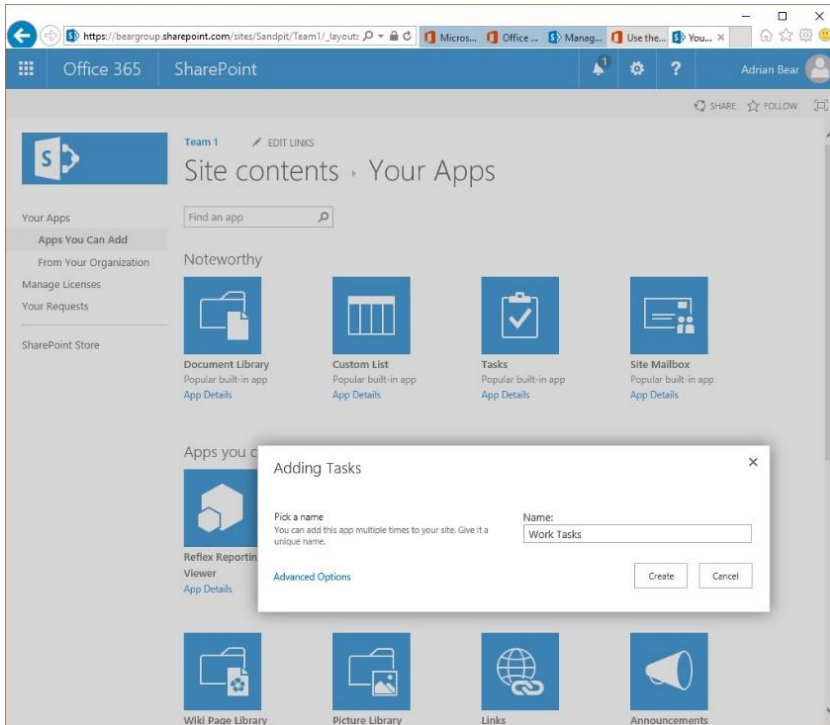 https://beargroup.sharepoint.com/sites/Sandpit/Team1/_layout:
Micros...
Office ...
Manag...
Use the...
You...
Office 365
SharePoint
1
?
Adrian Bear
SHARE
FOLLOW
S
Team 1
EDIT LINKS
Site contents › Your Apps
Your Apps
Apps You Can Add
From Your Organization
Manage Licenses
Your Requests
SharePoint Store
Find an app
Noteworthy
Document Library
Popular built-in app
App Details
Custom List
Popular built-in app
App Details
Tasks
Popular built-in app
App Details
Site Mailbox
Popular built-in app
App Details
Apps you c
Reflex Reportin
Viewer
App Details
Adding Tasks
Pick a name
You can add this app multiple times to your site. Give it a
unique name.
Advanced Options
Name:
Work Tasks
Create
Cancel
Wiki Page Library
Picture Library
Links
Announcements